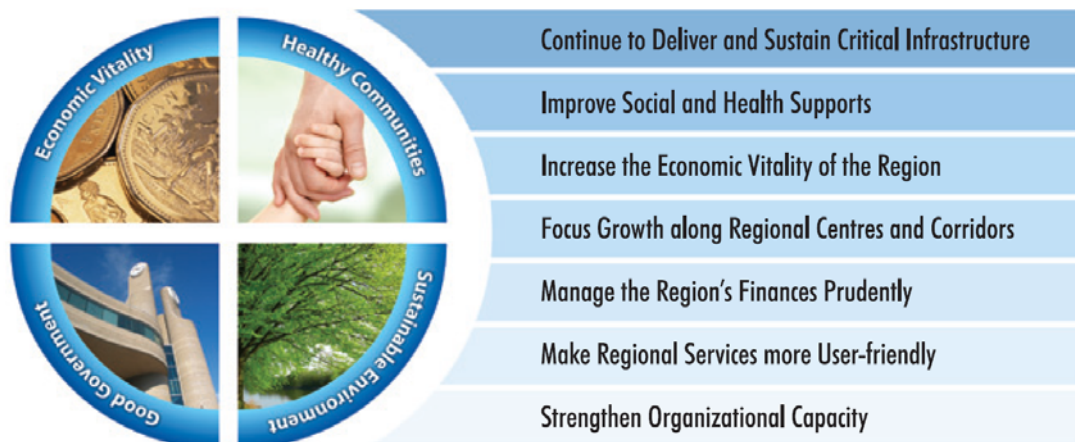 Economic Vitality
Healthy Communities
Good Government
Sustainable Environment
Continue to Deliver and Sustain Critical Infrastructure
Improve Social and Health Supports
Increase the Economic Vitality of the Region
Focus Growth along Regional Centres and Corridors
Manage the Region's Finances Prudently
Make Regional Services more User-friendly
Strengthen Organizational Capacity